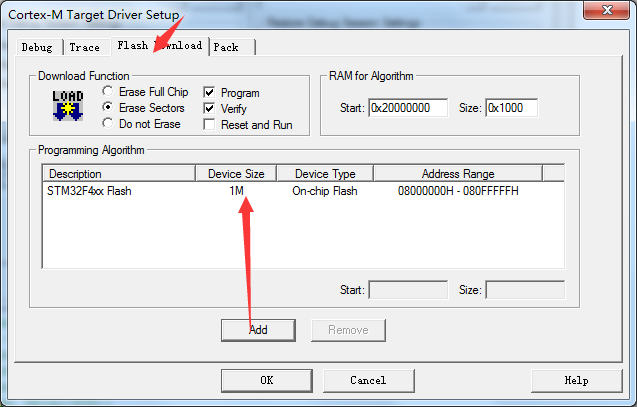 Cortex-M Target Driver Setup
Debug Trace Flash Download Pack
Download Function
LOAD
Erase Full Chip
Erase Sectors
Do not Erase
Program
Verify
Reset and Run
RAM for Algorithm
Start: 0x20000000 Size: 0x1000
Programming Algorithm
Description Device Size Device Type Address Range
STM32F4xx Flash 1M On-chip Flash 08000000H - 080FFFFFH
Start: Size:
Add Remove
OK Cancel Help